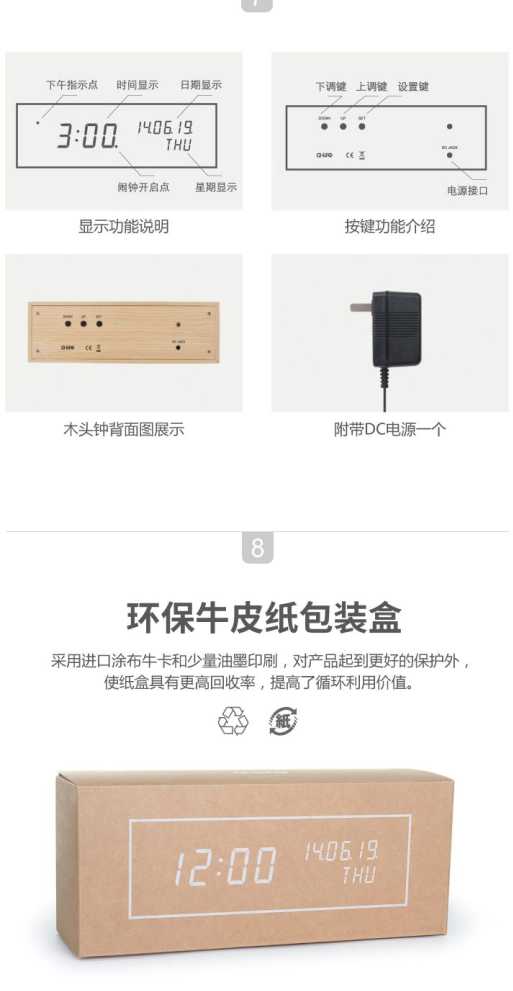 7
下午指示点 时间显示 日期显示
3:00. 14.06.19.
THU
闹钟开启点 星期显示
显示功能说明
下调键 上调键 设置键
DOWN UP SET
DC JACK
CE
电源接口
按键功能介绍
DOWN UP SET
DC JACK
CE
木头钟背面图展示
附带DC电源一个
8
环保牛皮纸包装盒
采用进口涂布牛卡和少量油墨印刷，对产品起到更好的保护外，
使纸盒具有更高回收率，提高了循环利用价值。
紙
12:00 14.06.19.
THU